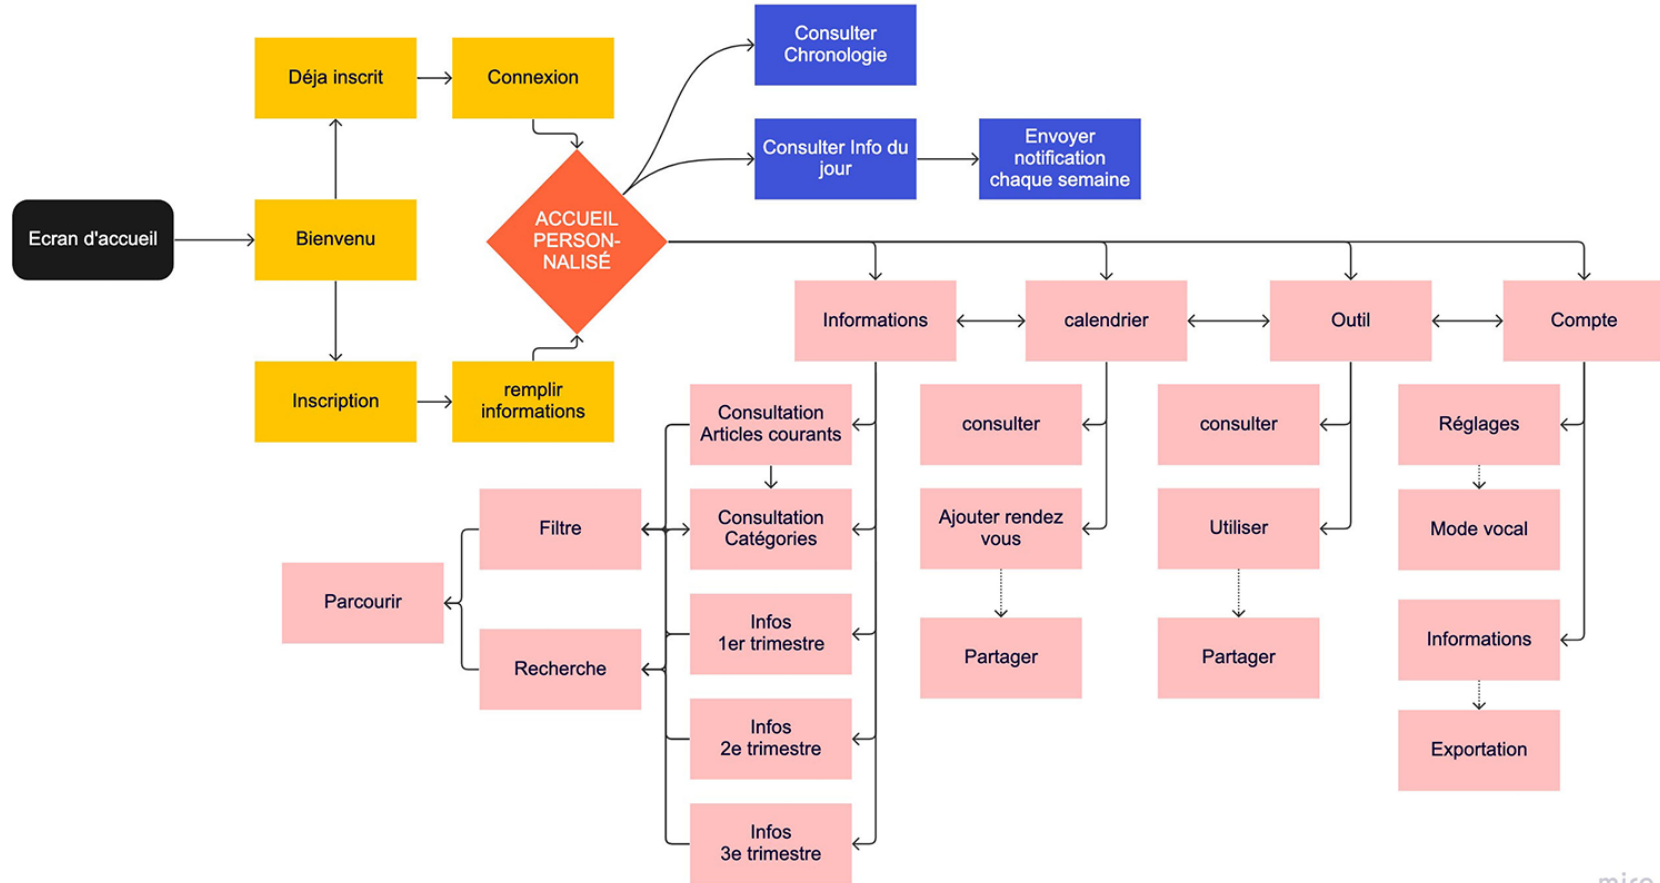 Consulter
Chronologie
Déja inscrit
Connexion
Consulter Info du
jour
Envoyer
notification
chaque semaine
Ecran d'accueil
Bienvenu
ACCUEIL
PERSON-
NALISÉ
Informations
calendrier
Outil
Compte
Inscription
remplir
informations
Consultation
Articles courants
consulter
consulter
Réglages
Filtre
Consultation
Catégories
Ajouter rendez
vous
Utiliser
Mode vocal
Parcourir
Infos
1er trimestre
Informations
Recherche
Partager
Partager
Infos
2e trimestre
Exportation
Infos
3e trimestre
miro